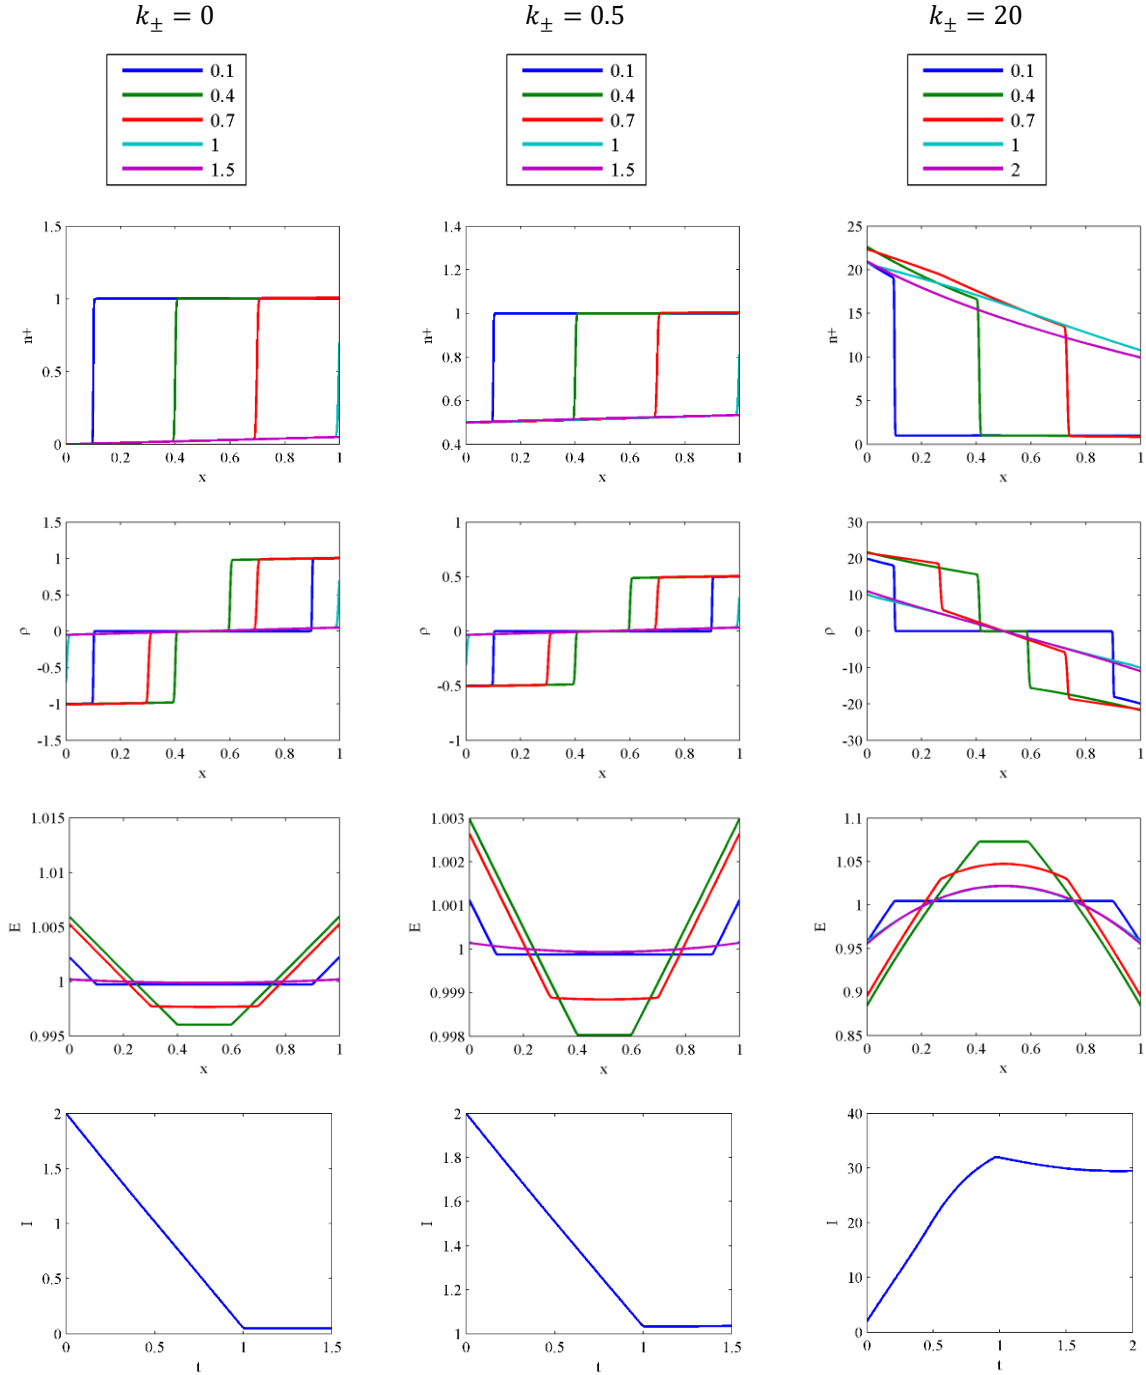 k± = 0 k± = 0.5 k± = 20
0.1 0.1 0.1
0.4 0.4 0.4
0.7 0.7 0.7
1 1 1
1.5 1.5 2
1.5
1
0.5
0
n+
0 0.2 0.4 0.6 0.8 1
x
1.4
1.2
1.0
0.8
0.6
0.4
n+
0 0.2 0.4 0.6 0.8 1
x
25
20
15
10
5
0
n+
0 0.2 0.4 0.6 0.8 1
x
1.5
1
0.5
0
-0.5
-1
-1.5
ρ
0 0.2 0.4 0.6 0.8 1
x
1
0.5
0
-0.5
-1
ρ
0 0.2 0.4 0.6 0.8 1
x
30
20
10
0
-10
-20
-30
ρ
0 0.2 0.4 0.6 0.8 1
x
1.015
1.01
1.005
1
0.995
E
0 0.2 0.4 0.6 0.8 1
x
1.003
1.002
1.001
1
0.999
0.998
E
0 0.2 0.4 0.6 0.8 1
x
1.1
1.05
1
0.95
0.9
0.85
E
0 0.2 0.4 0.6 0.8 1
x
2
1.5
1
0.5
0
I
0 0.5 1 1.5
t
2
1.8
1.6
1.4
1.2
1
I
0 0.5 1 1.5
t
40
30
20
10
0
I
0 0.5 1 1.5 2
t